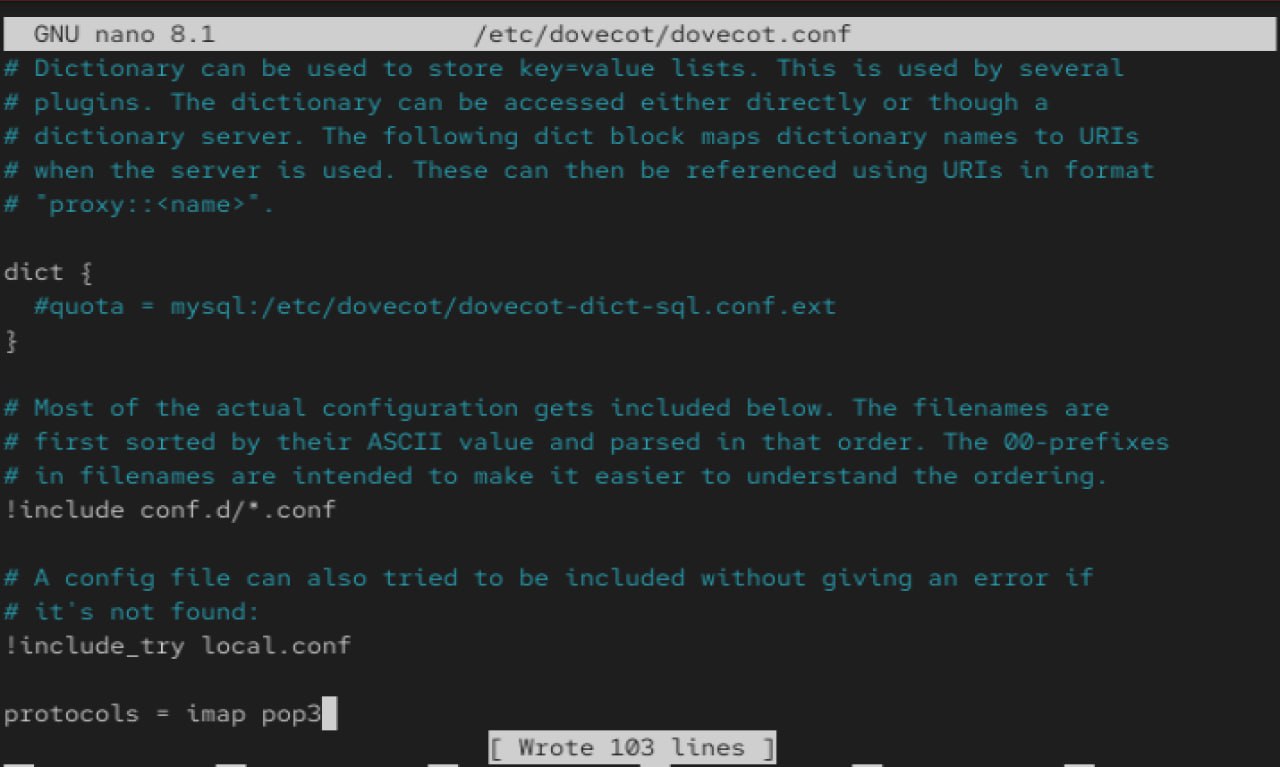 GNU nano 8.1 /etc/dovecot/dovecot.conf
# Dictionary can be used to store key=value lists. This is used by several
# plugins. The dictionary can be accessed either directly or though a
# dictionary server. The following dict block maps dictionary names to URIs
# when the server is used. These can then be referenced using URIs in format
# "proxy::<name>".
dict {
  #quota = mysql:/etc/dovecot/dovecot-dict-sql.conf.ext
}
# Most of the actual configuration gets included below. The filenames are
# first sorted by their ASCII value and parsed in that order. The 00-prefixes
# in filenames are intended to make it easier to understand the ordering.
!include conf.d/*.conf
# A config file can also tried to be included without giving an error if
# it's not found:
!include_try local.conf
protocols = imap pop3
[ Wrote 103 lines ]